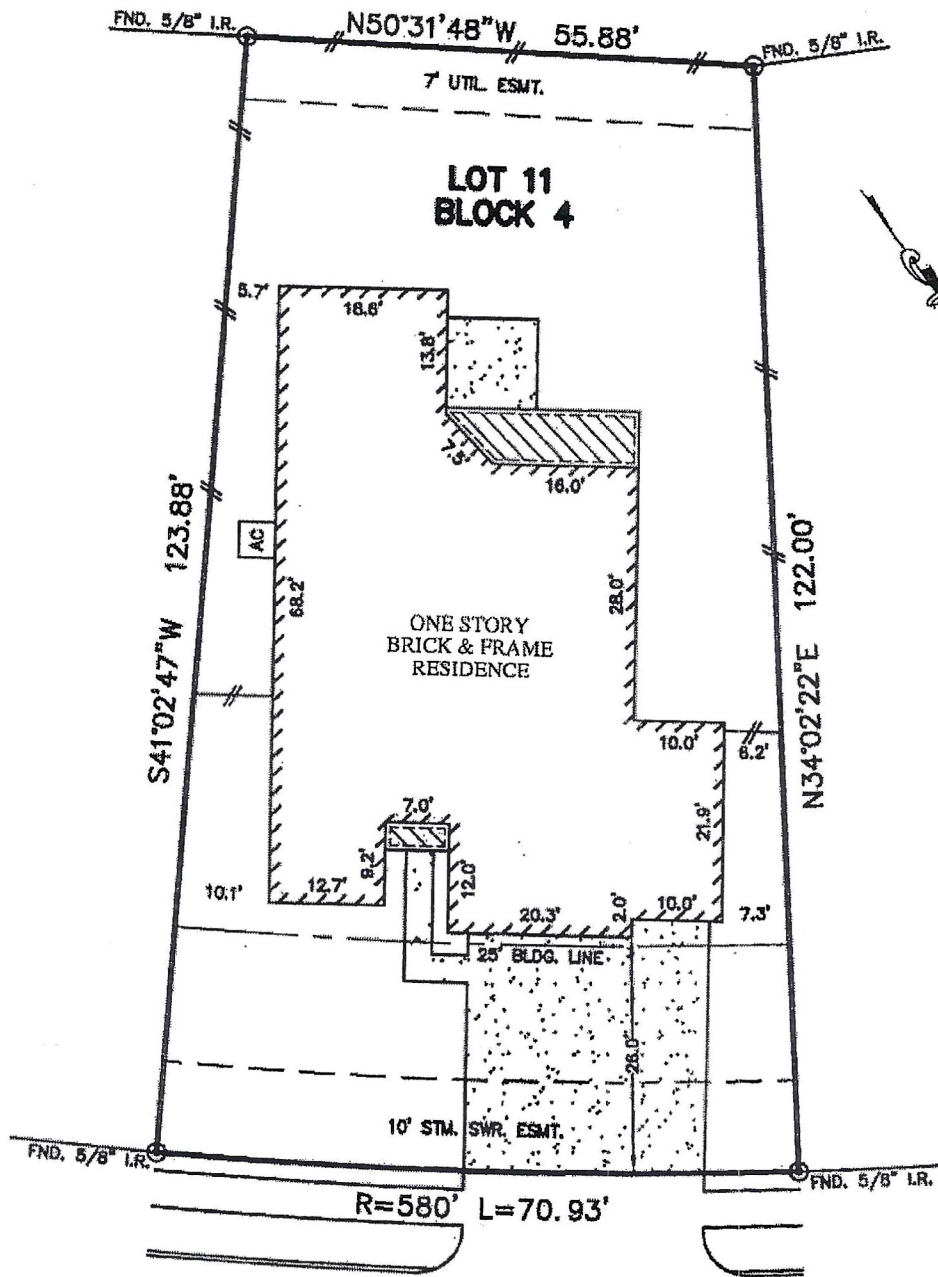 FND. 5/8" I.R.
N50°31'48"W 55.88'
FND. 5/8" I.R.
7' UTIL. ESMT.
LOT 11
BLOCK 4
5.7'
16.6'
13.8'
7.5'
16.0'
AC
S41°02'47"W 123.88'
68.2'
ONE STORY
BRICK & FRAME
RESIDENCE
28.0'
N34°02'22"E 122.00'
10.0'
6.2'
21.9'
7.0'
9.2'
12.0'
10.1'
12.7'
20.3'
2.0'
10.0'
7.3'
25' BLDG. LINE
26.0'
10' STM. SWR. ESMT.
FND. 5/8" I.R.
FND. 5/8" I.R.
R=580' L=70.93'